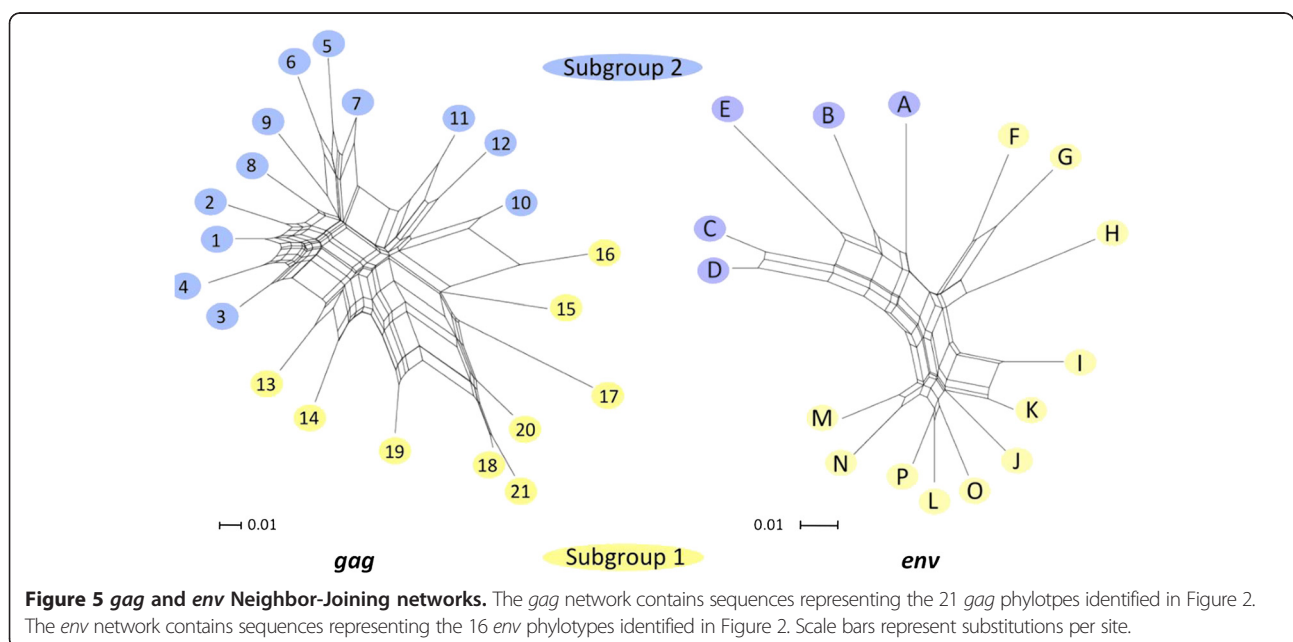 Subgroup 2
5
6
7
9
11
12
8
2
10
1
16
4
15
3
13
17
14
20
19
18
21
0.01
gag
E
B
A
F
G
C
H
D
I
K
M
N
J
P
O
L
0.01
env
Subgroup 1
Figure 5 gag and env Neighbor-Joining networks. The gag network contains sequences representing the 21 gag phylotpes identified in Figure 2.
The env network contains sequences representing the 16 env phylotypes identified in Figure 2. Scale bars represent substitutions per site.